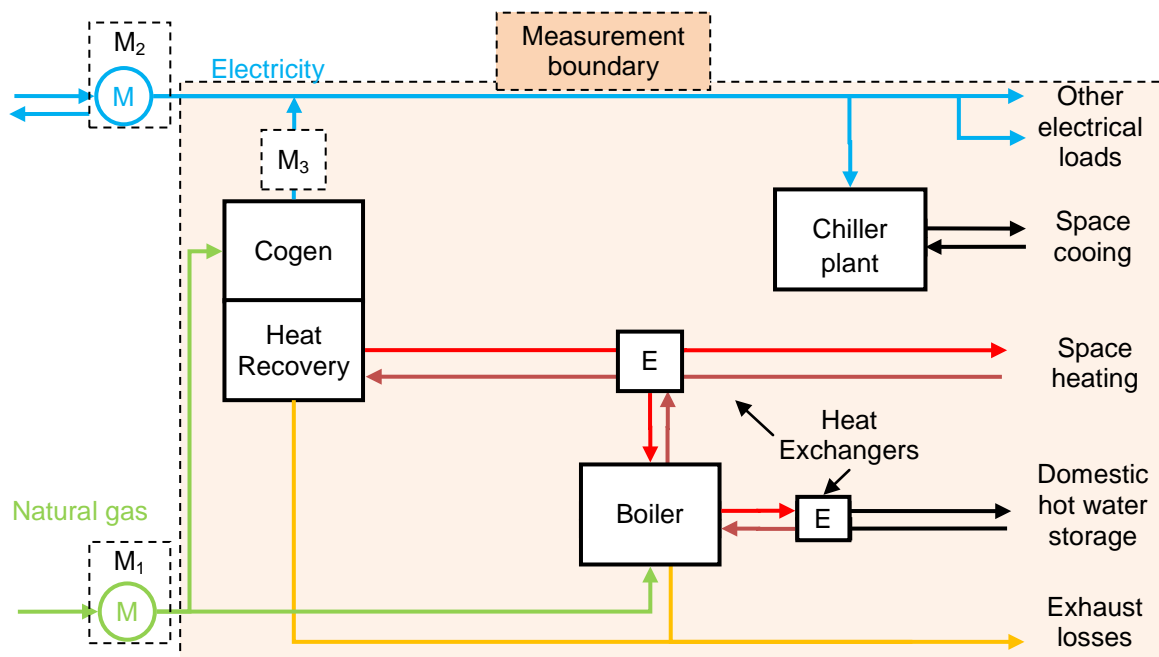 M2
M
Electricity
Measurement
boundary
Other
electrical
loads
M3
Cogen
Heat
Recovery
Chiller
plant
Space
cooing
E
Space
heating
Heat
Exchangers
Natural gas
Boiler
E
Domestic
hot water
storage
M1
M
Exhaust
losses